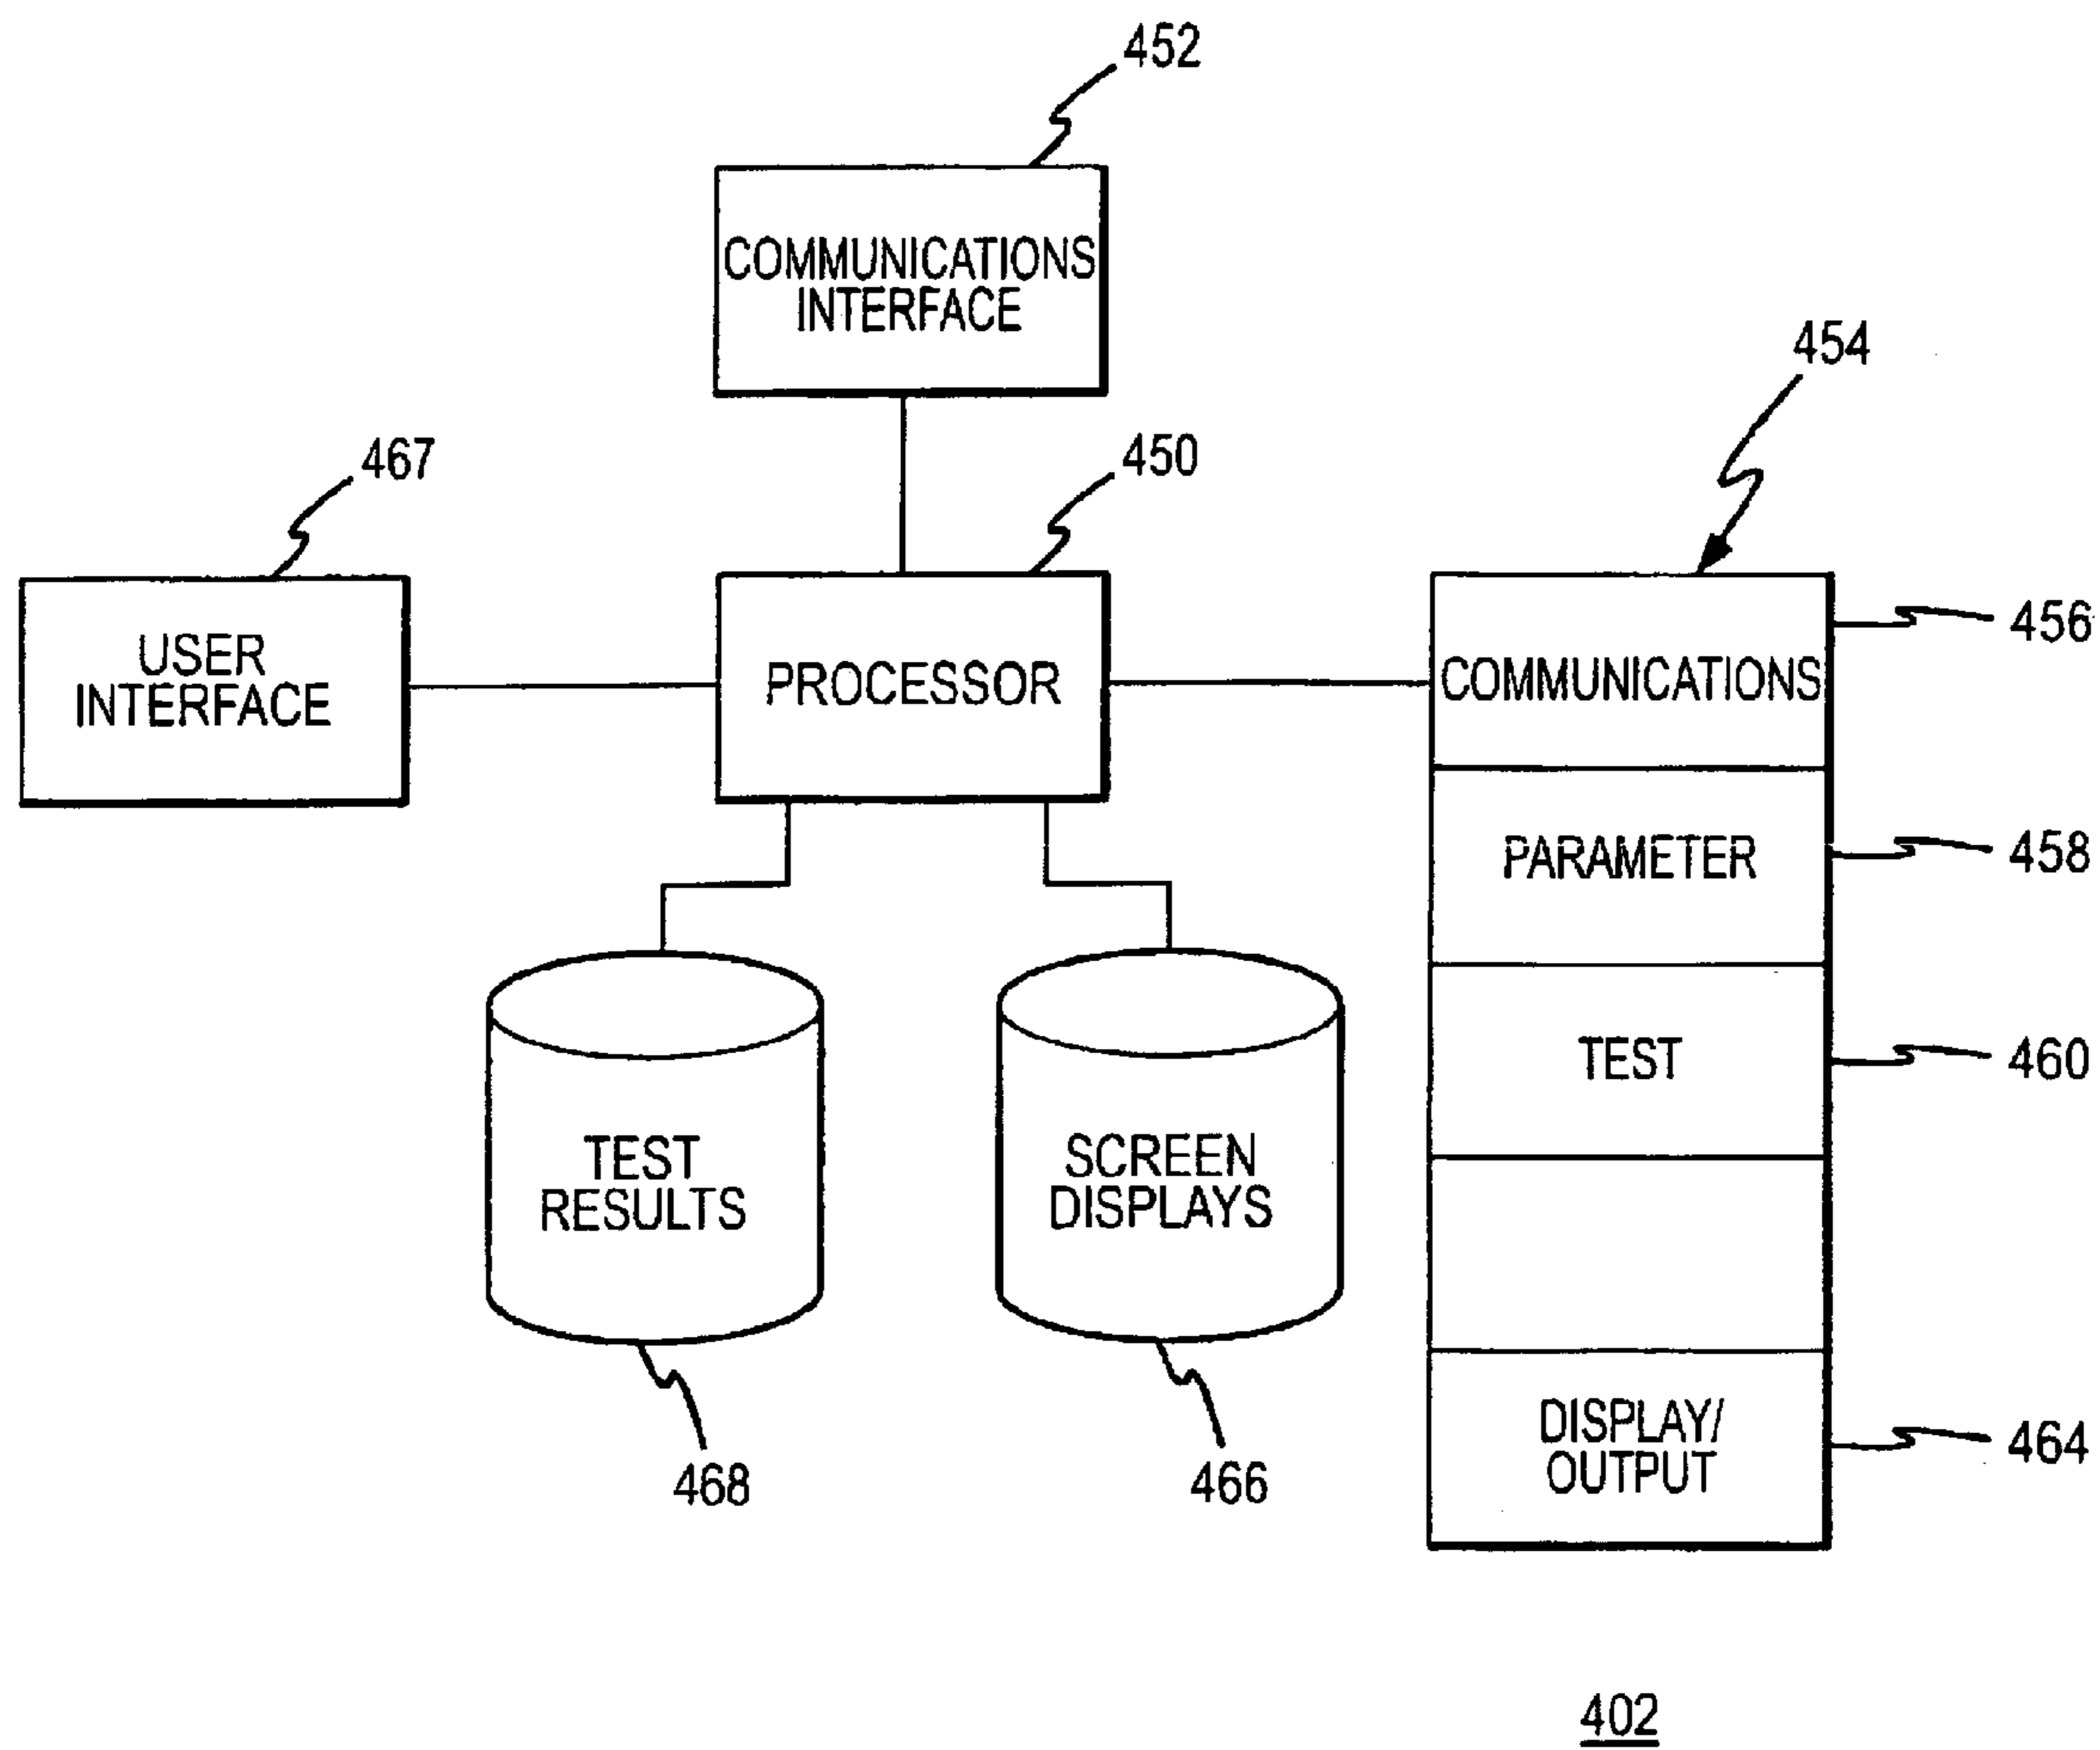 452
COMMUNICATIONS
INTERFACE
454
467
450
USER
INTERFACE
PROCESSOR
COMMUNICATIONS
456
PARAMETER
458
TEST
460
TEST
RESULTS
SCREEN
DISPLAYS
DISPLAY/
OUTPUT
464
468
466
402